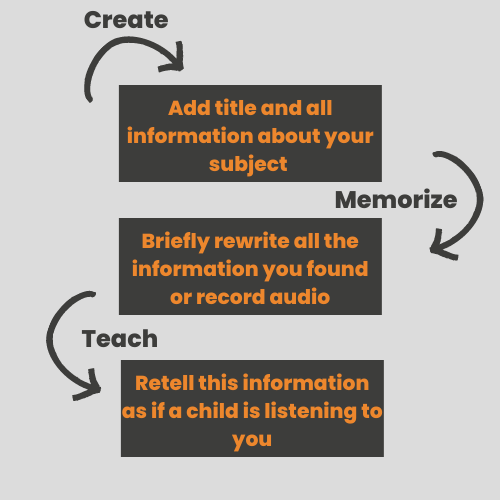 Create
Add title and all
information about your
subject
Memorize
Briefly rewrite all the
information you found
or record audio
Teach
Retell this information
as if a child is listening to
you